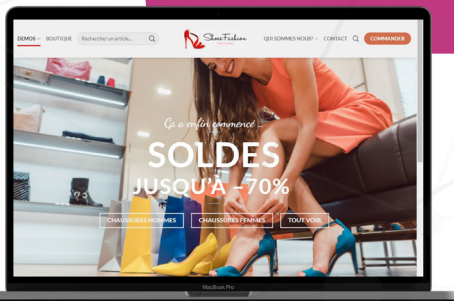 DEMOS
BOUTIQUE
Rechercher un article...
Shoes Fashion
QUI SOMMES NOUS?
CONTACT
COMMANDER
Ça a enfin commencé ...
SOLDES
JUSQU'À -70%
CHAUSSURES HOMMES
CHAUSSURES FEMMES
TOUT VOIR
MacBook Pro